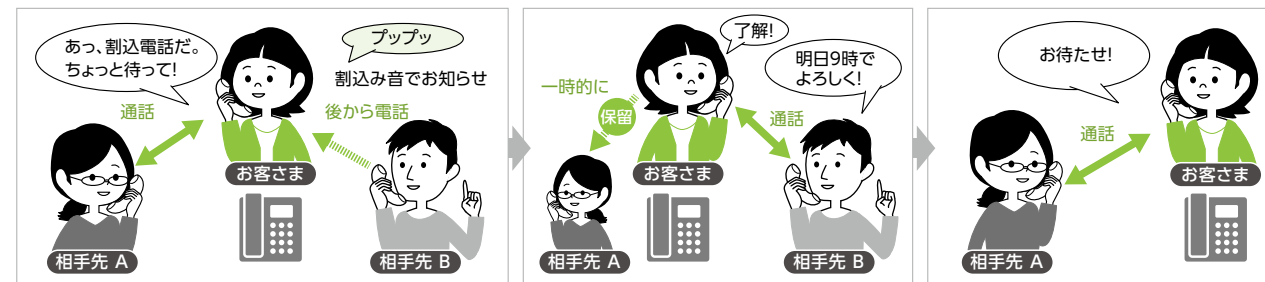 あっ、割込電話だ。
ちょっと待って!
プップッ
割込み音でお知らせ
通話
後から電話
お客さま
相手先 A
相手先 B
了解!
明日9時で
よろしく!
一時的に
保留
通話
お客さま
相手先 A
相手先 B
お待たせ!
通話
お客さま
相手先 A